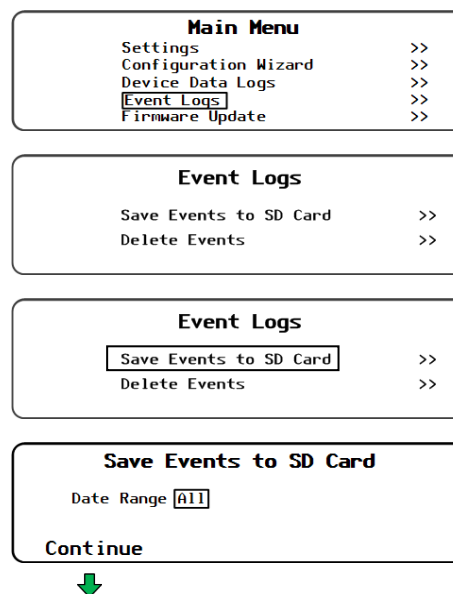 Main Menu
Settings >>
Configuration Wizard >>
Device Data Logs >>
Event Logs >>
Firmware Update >>
Event Logs
Save Events to SD Card >>
Delete Events >>
Event Logs
Save Events to SD Card >>
Delete Events >>
Save Events to SD Card
Date Range All
Continue